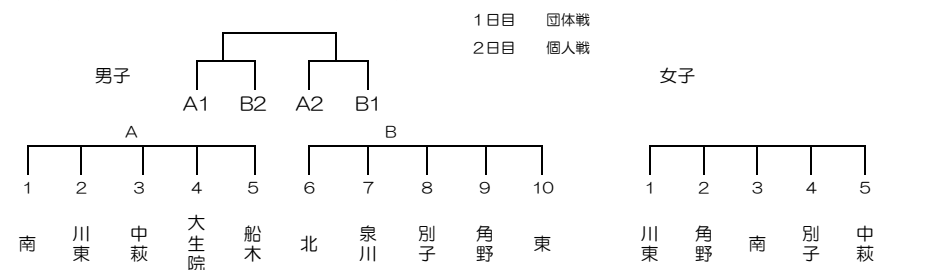 １日目　団体戦
２日目　個人戦
男子
女子
A1 B2 A2 B1
A B
1 2 3 4 5 6 7 8 9 10
南 川東 中萩 大生院 船木 北 泉川 別子 角野 東
1 2 3 4 5
川東 角野 南 別子 中萩